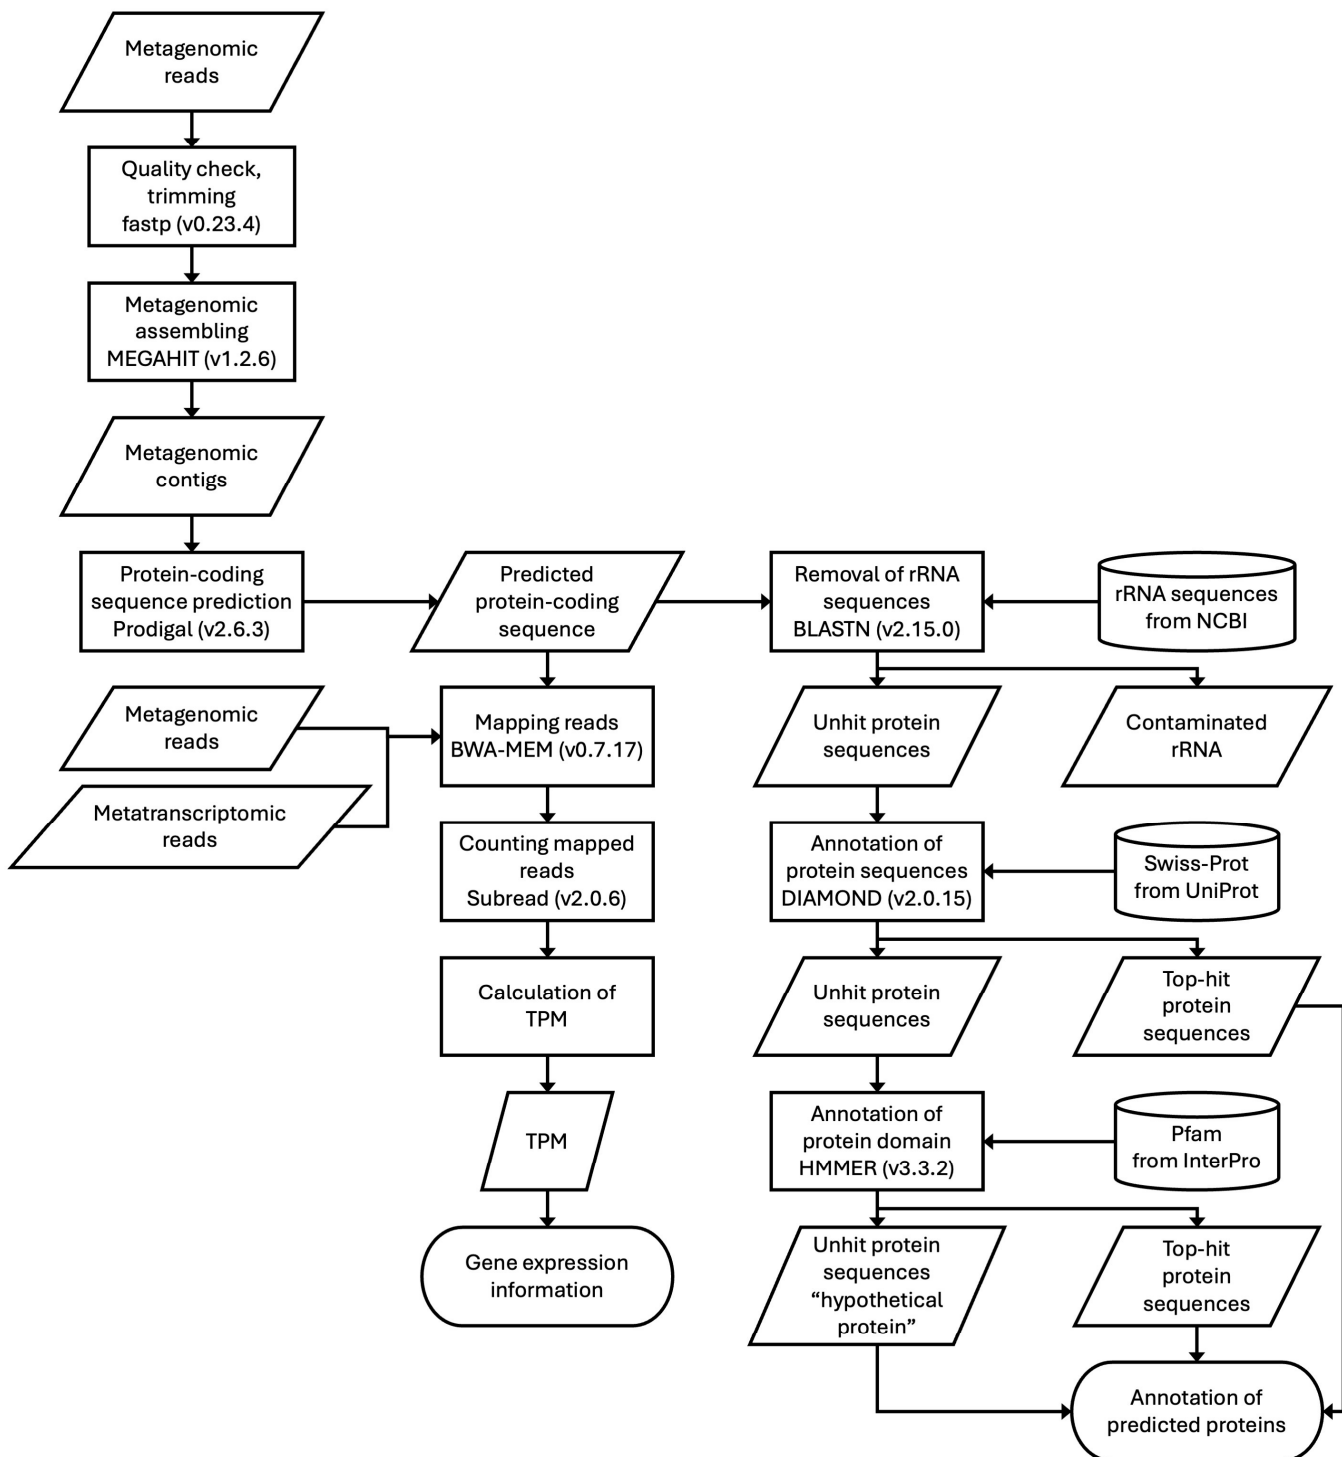 Metagenomic
reads
Quality check,
trimming
fastp (v0.23.4)
Metagenomic
assembling
MEGAHIT (v1.2.6)
Metagenomic
contigs
Protein-coding
sequence prediction
Prodigal (v2.6.3)
Predicted
protein-coding
sequence
Removal of rRNA
sequences
BLASTN (v2.15.0)
rRNA sequences
from NCBI
Metagenomic
reads
Metatranscriptomic
reads
Mapping reads
BWA-MEM (v0.7.17)
Unhit protein
sequences
Contaminated
rRNA
Counting mapped
reads
Subread (v2.0.6)
Annotation of
protein sequences
DIAMOND (v2.0.15)
Swiss-Prot
from UniProt
Calculation of
TPM
Unhit protein
sequences
Top-hit
protein
sequences
TPM
Annotation of
protein domain
HMMER (v3.3.2)
Pfam
from InterPro
Gene expression
information
Unhit protein
sequences
“hypothetical
protein”
Top-hit
protein
sequences
Annotation of
predicted proteins